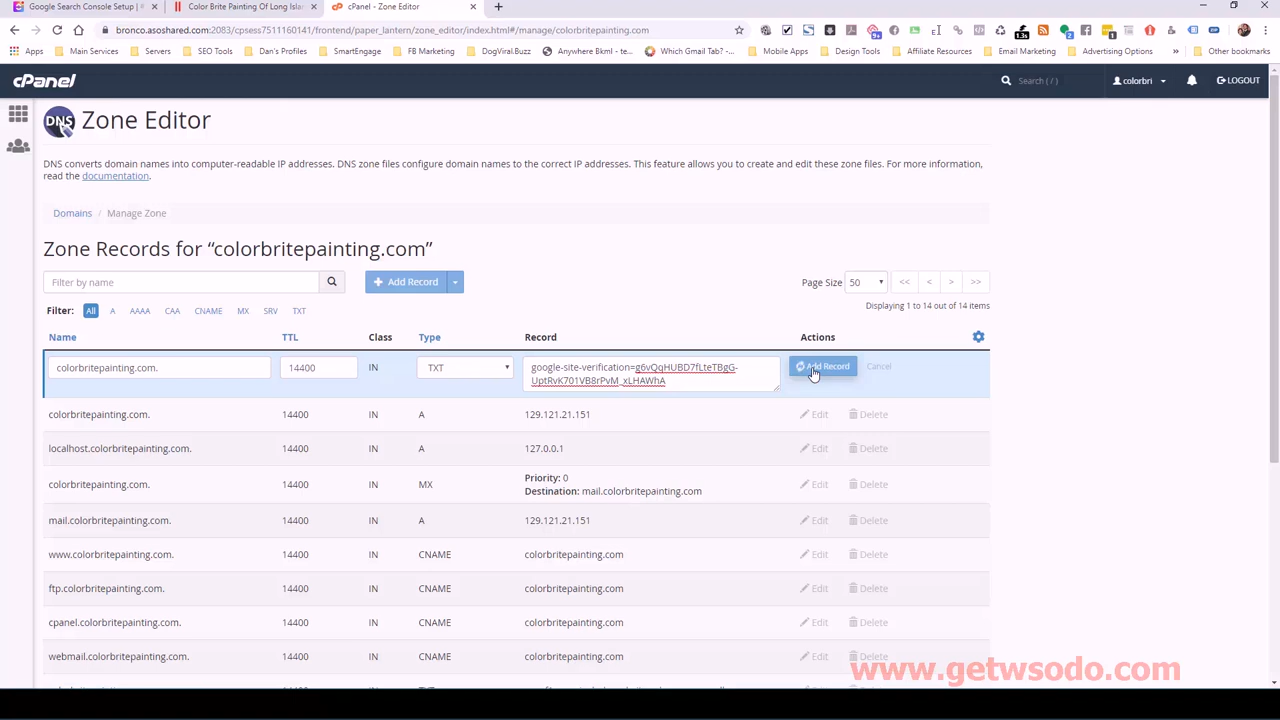 Google Search Console Setup |
Color Brite Painting Of Long Islan
cPanel - Zone Editor
bronco.asoshared.com:2083/cpsess7511160141/frontend/paper_lantern/zone_editor/index.html#/manage/colorbritepainting.com
Apps Main Services Servers SEO Tools Dan's Profiles SmartEngage FB Marketing DogViral.Buzz Anywhere Bkml - te... Which Gmail Tab? -... Mobile Apps Design Tools Affiliate Resources Email Marketing Advertising Options » Other bookmarks
cPanel Search ( / ) colorbri LOGOUT
DNS Zone Editor
DNS converts domain names into computer-readable IP addresses. DNS zone files configure domain names to the correct IP addresses. This feature allows you to create and edit these zone files. For more information,
read the documentation.
Domains / Manage Zone
Zone Records for “colorbritepainting.com”
Filter by name + Add Record Page Size 50 << < > >>
Displaying 1 to 14 out of 14 items
Filter: All A AAAA CAA CNAME MX SRV TXT
Name TTL Class Type Record Actions
colorbritepainting.com. 14400 IN TXT google-site-verification=g6vQqHUBD7fLteTBgG-
UptRvK701VB8rPvM_xLHAWhA Add Record Cancel
colorbritepainting.com. 14400 IN A 129.121.21.151 Edit Delete
localhost.colorbritepainting.com. 14400 IN A 127.0.0.1 Edit Delete
colorbritepainting.com. 14400 IN MX Priority: 0
Destination: mail.colorbritepainting.com Edit Delete
mail.colorbritepainting.com. 14400 IN A 129.121.21.151 Edit Delete
www.colorbritepainting.com. 14400 IN CNAME colorbritepainting.com Edit Delete
ftp.colorbritepainting.com. 14400 IN CNAME colorbritepainting.com Edit Delete
cpanel.colorbritepainting.com. 14400 IN CNAME colorbritepainting.com Edit Delete
webmail.colorbritepainting.com. 14400 IN CNAME colorbritepainting.com Edit Delete
www.getwsodo.com